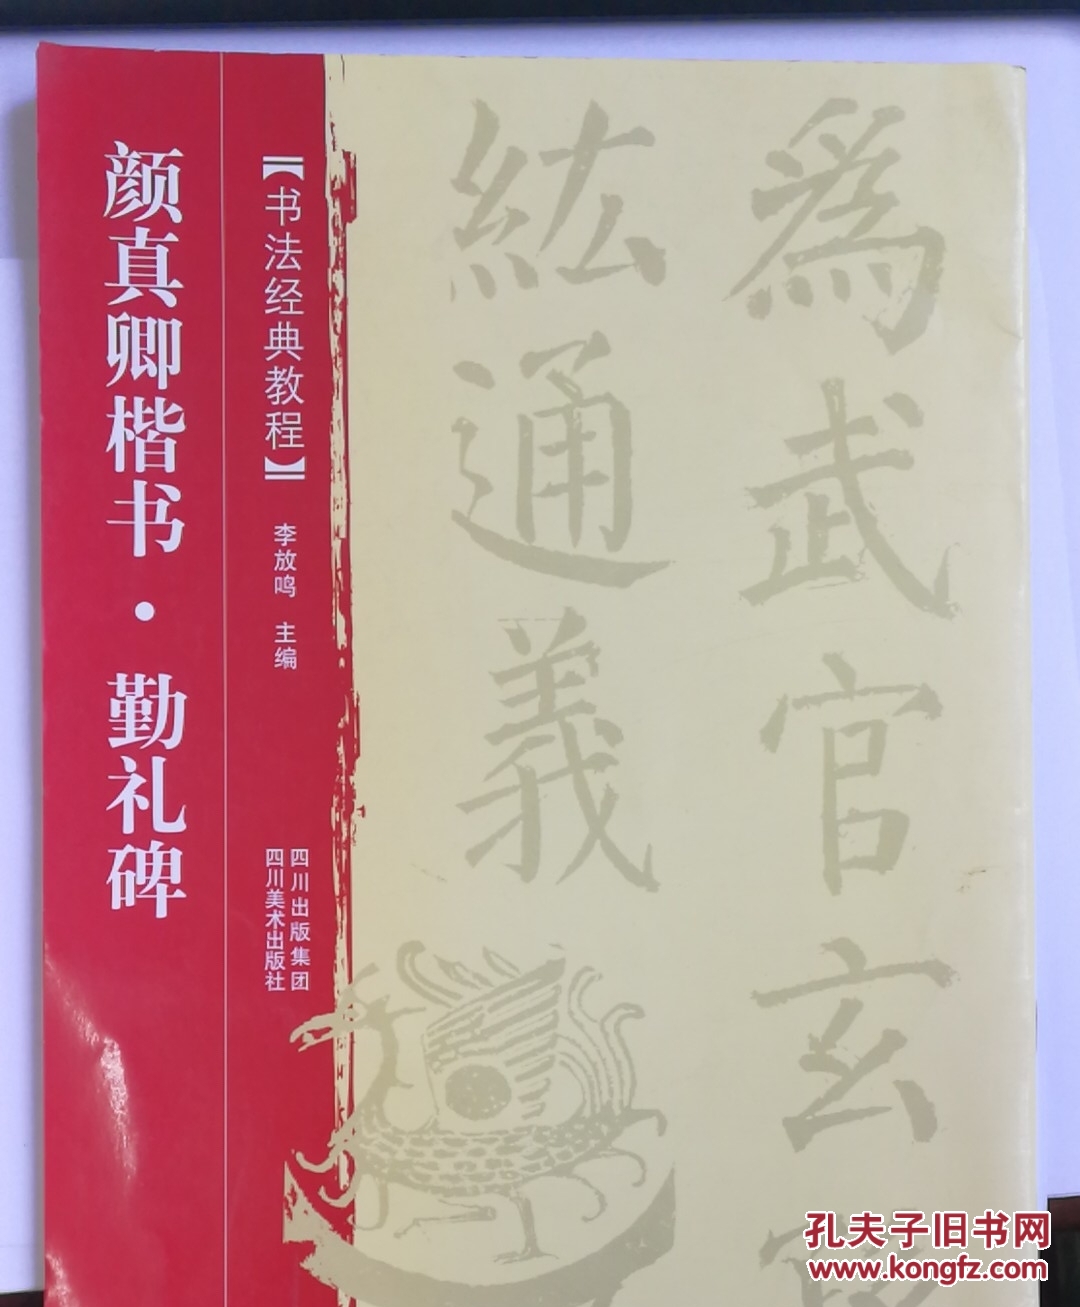 颜真卿楷书·勤礼碑
【书法经典教程】
李放鸣 主编
四川出版集团
四川美术出版社
為武官玄
紘通義
孔夫子旧书网
www.kongfz.com